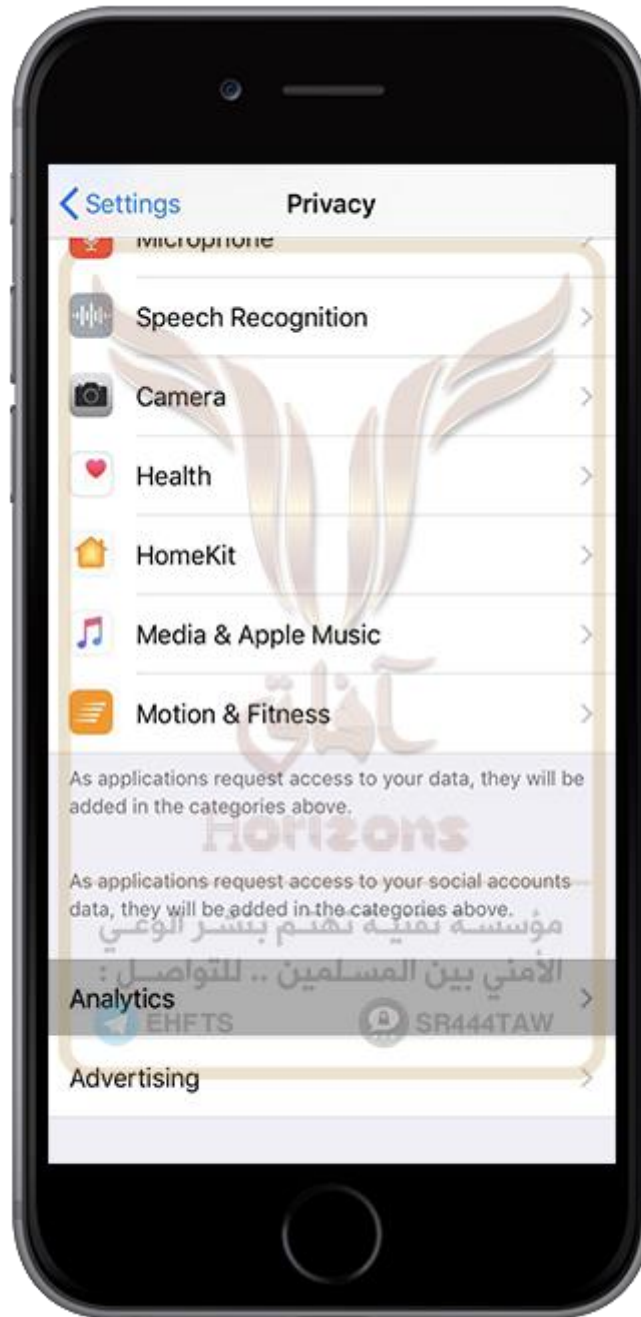 Settings
Privacy
Microphone
Speech Recognition
Camera
Health
HomeKit
Media & Apple Music
Motion & Fitness
آفاق
As applications request access to your data, they will be
added in the categories above.
Horizons
As applications request access to your social accounts
data, they will be added in the categories above.
مؤسسة تقنية تهتم بنشر الوعي
الأمني بين المسلمين .. للتواصل :
Analytics
EHFTS
SR444TAW
Advertising